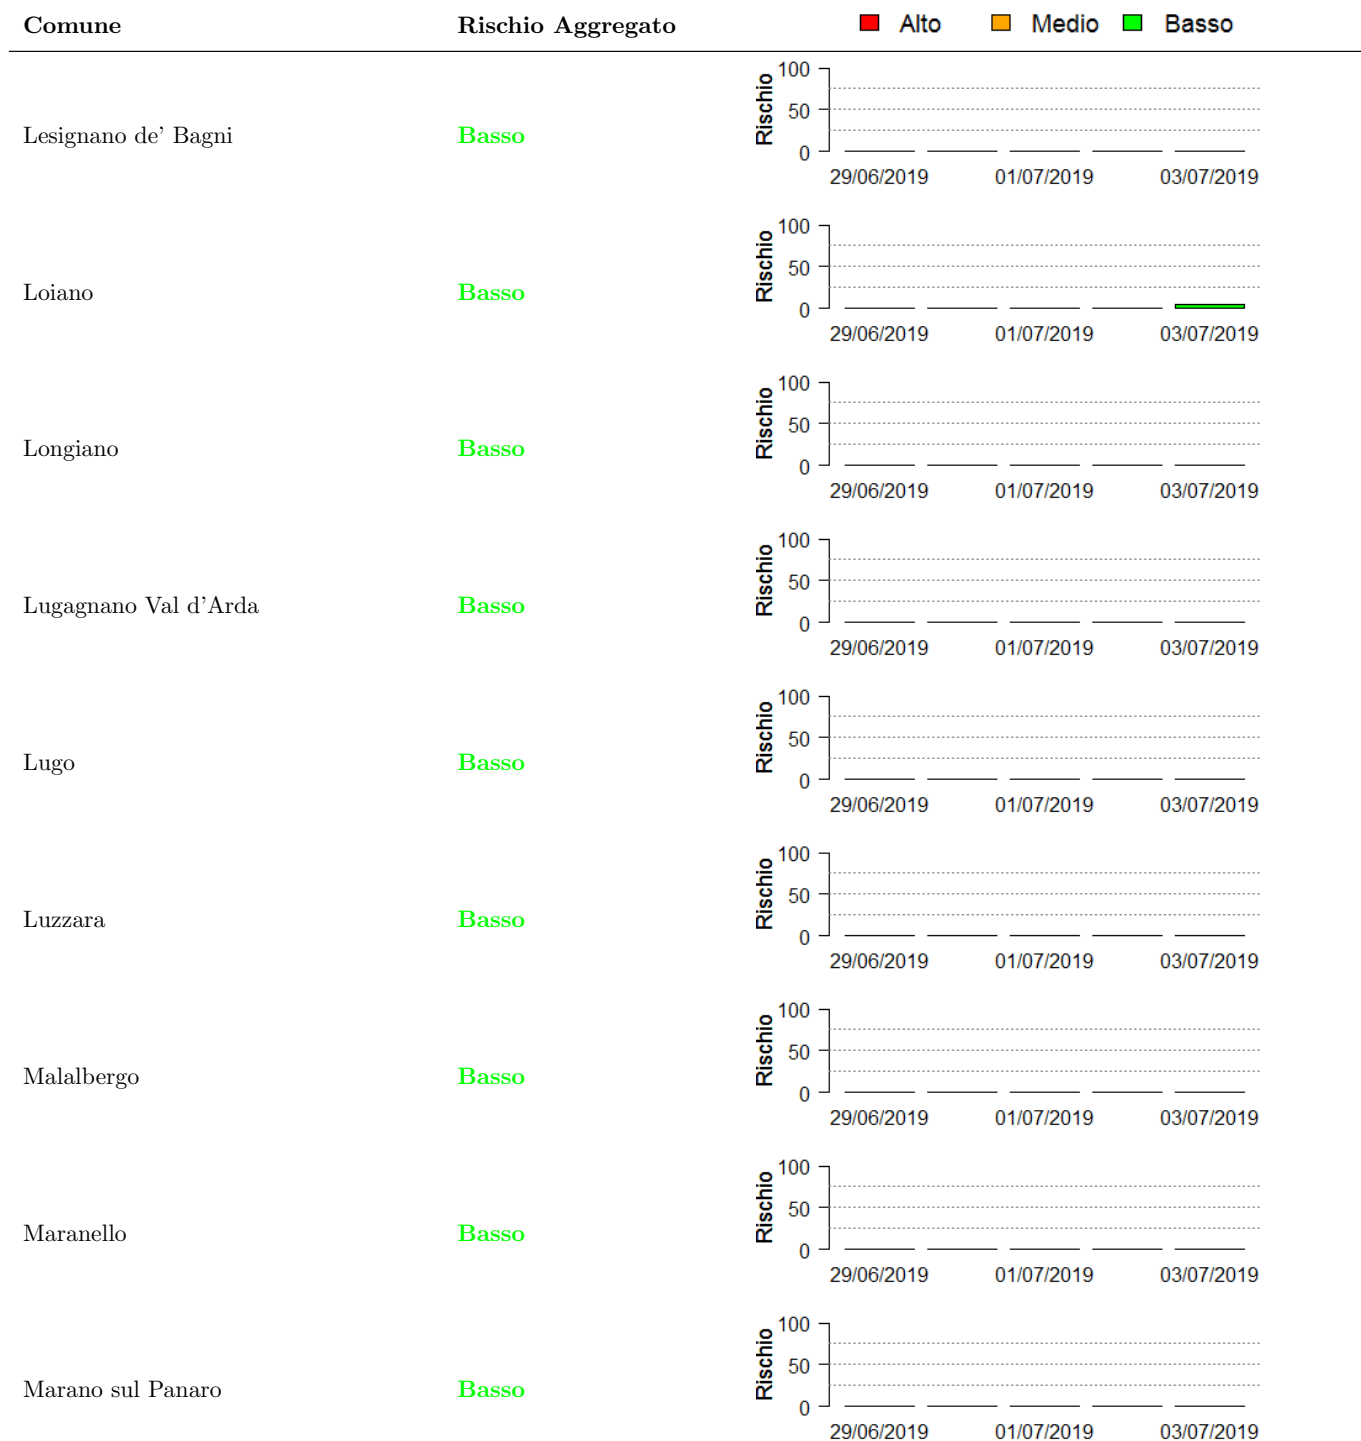 Comune Rischio Aggregato Alto Medio Basso
Lesignano de' Bagni Basso Rischio 100 50 0
29/06/2019 01/07/2019 03/07/2019
Loiano Basso Rischio 100 50 0
29/06/2019 01/07/2019 03/07/2019
Longiano Basso Rischio 100 50 0
29/06/2019 01/07/2019 03/07/2019
Lugagnano Val d'Arda Basso Rischio 100 50 0
29/06/2019 01/07/2019 03/07/2019
Lugo Basso Rischio 100 50 0
29/06/2019 01/07/2019 03/07/2019
Luzzara Basso Rischio 100 50 0
29/06/2019 01/07/2019 03/07/2019
Malalbergo Basso Rischio 100 50 0
29/06/2019 01/07/2019 03/07/2019
Maranello Basso Rischio 100 50 0
29/06/2019 01/07/2019 03/07/2019
Marano sul Panaro Basso Rischio 100 50 0
29/06/2019 01/07/2019 03/07/2019